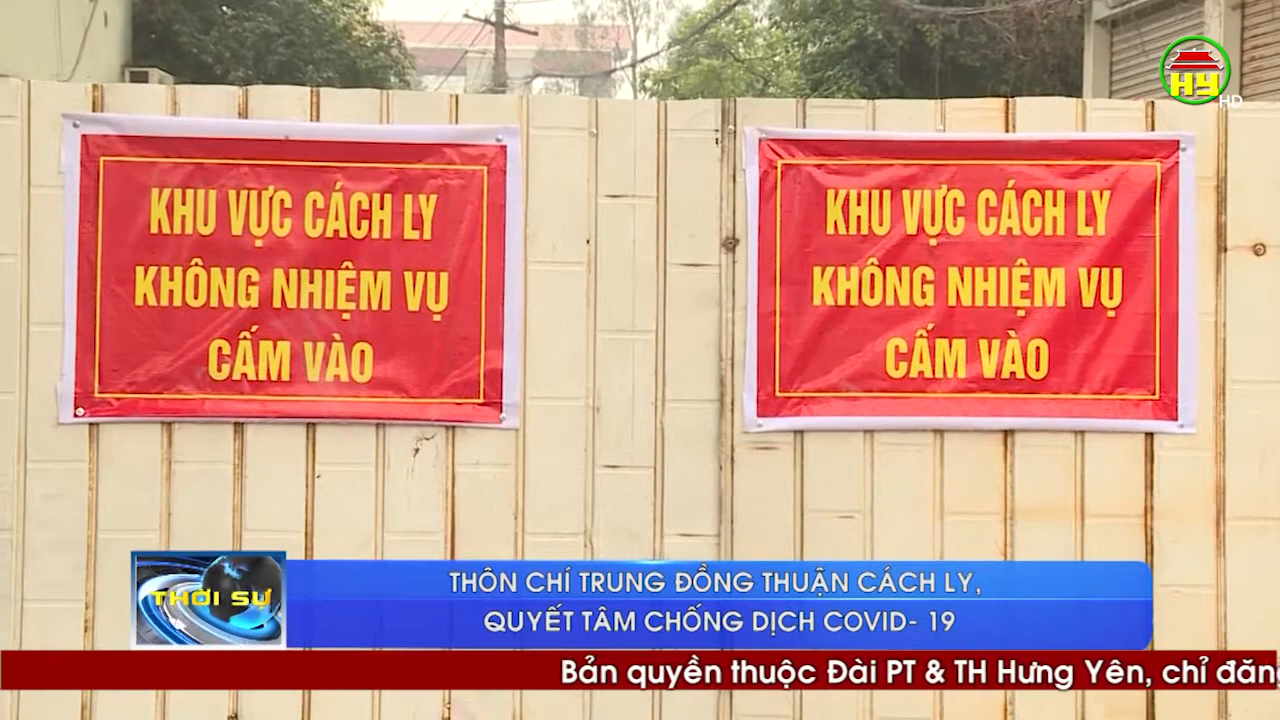 HY
HD
KHU VỰC CÁCH LY
KHÔNG NHIỆM VỤ
CẤM VÀO
KHU VỰC CÁCH LY
KHÔNG NHIỆM VỤ
CẤM VÀO
THỜI SỰ
THÔN CHÍ TRUNG ĐỒNG THUẬN CÁCH LY,
QUYẾT TÂM CHỐNG DỊCH COVID- 19
Bản quyền thuộc Đài PT & TH Hưng Yên, chỉ đăng